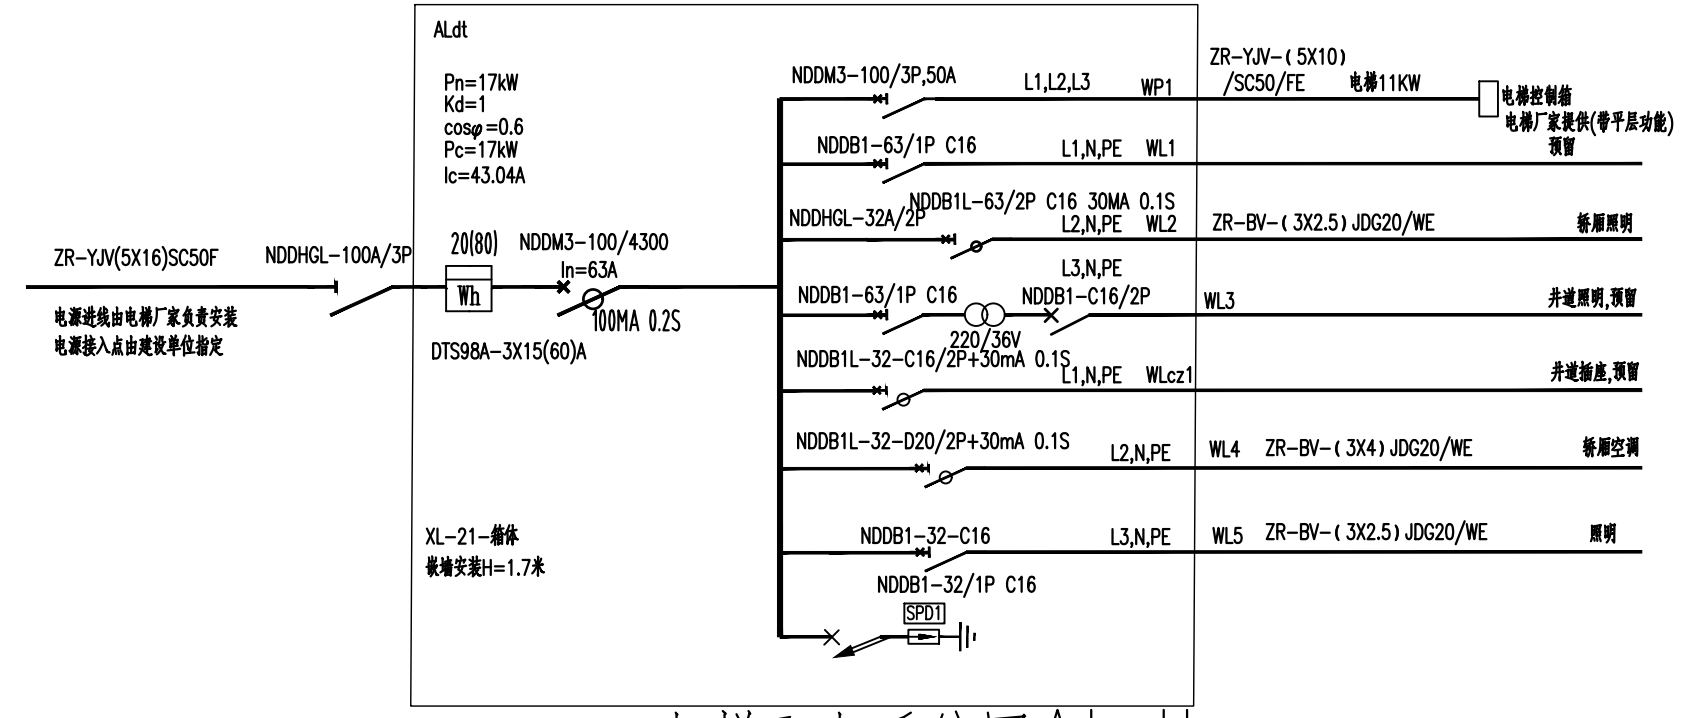 ALdt
Pn=17kW
Kd=1
cosφ=0.6
Pc=17kW
Ic=43.04A
ZR-YJV(5X16)SC50F
NDDHGL-100A/3P
20(80)
Wh
NDDM3-100/4300
In=63A
100MA 0.2S
DTS98A-3X15(60)A
电源进线由电梯厂家负责安装
电源接入点由建设单位指定
XL-21-箱体
嵌墙安装H=1.7米
NDDM3-100/3P,50A
L1,L2,L3
WP1
ZR-YJV-(5X10)
/SC50/FE
电梯11KW
电梯控制箱
电梯厂家提供(带平层功能)
NDDB1-63/1P C16
L1,N,PE
WL1
预留
NDDHGL-32A/2P
NDDB1L-63/2P C16 30MA 0.1S
L2,N,PE
WL2
ZR-BV-(3X2.5)JDG20/WE
轿厢照明
NDDB1-63/1P C16
220/36V
L3,N,PE
NDDB1-C16/2P
WL3
井道照明,预留
NDDB1L-32-C16/2P+30mA 0.1S
L1,N,PE
WLcz1
井道插座,预留
NDDB1L-32-D20/2P+30mA 0.1S
L2,N,PE
WL4
ZR-BV-(3X4)JDG20/WE
轿厢空调
NDDB1-32-C16
L3,N,PE
WL5
ZR-BV-(3X2.5)JDG20/WE
照明
NDDB1-32/1P C16
SPD1